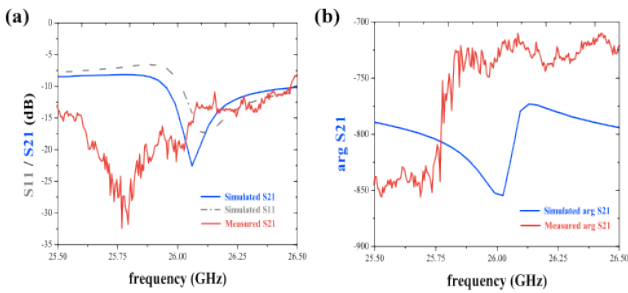 (a)
S11 / S21 (dB)
0
-5
-10
-15
-20
-25
-30
-35
Simulated S21
Simulated S11
Measured S21
25.50 25.75 26.00 26.25 26.50
frequency (GHz)
(b)
arg S21
-700
-750
-800
-850
-900
Simulated arg S21
Measured arg S21
25.50 25.75 26.00 26.25 26.50
frequency (GHz)